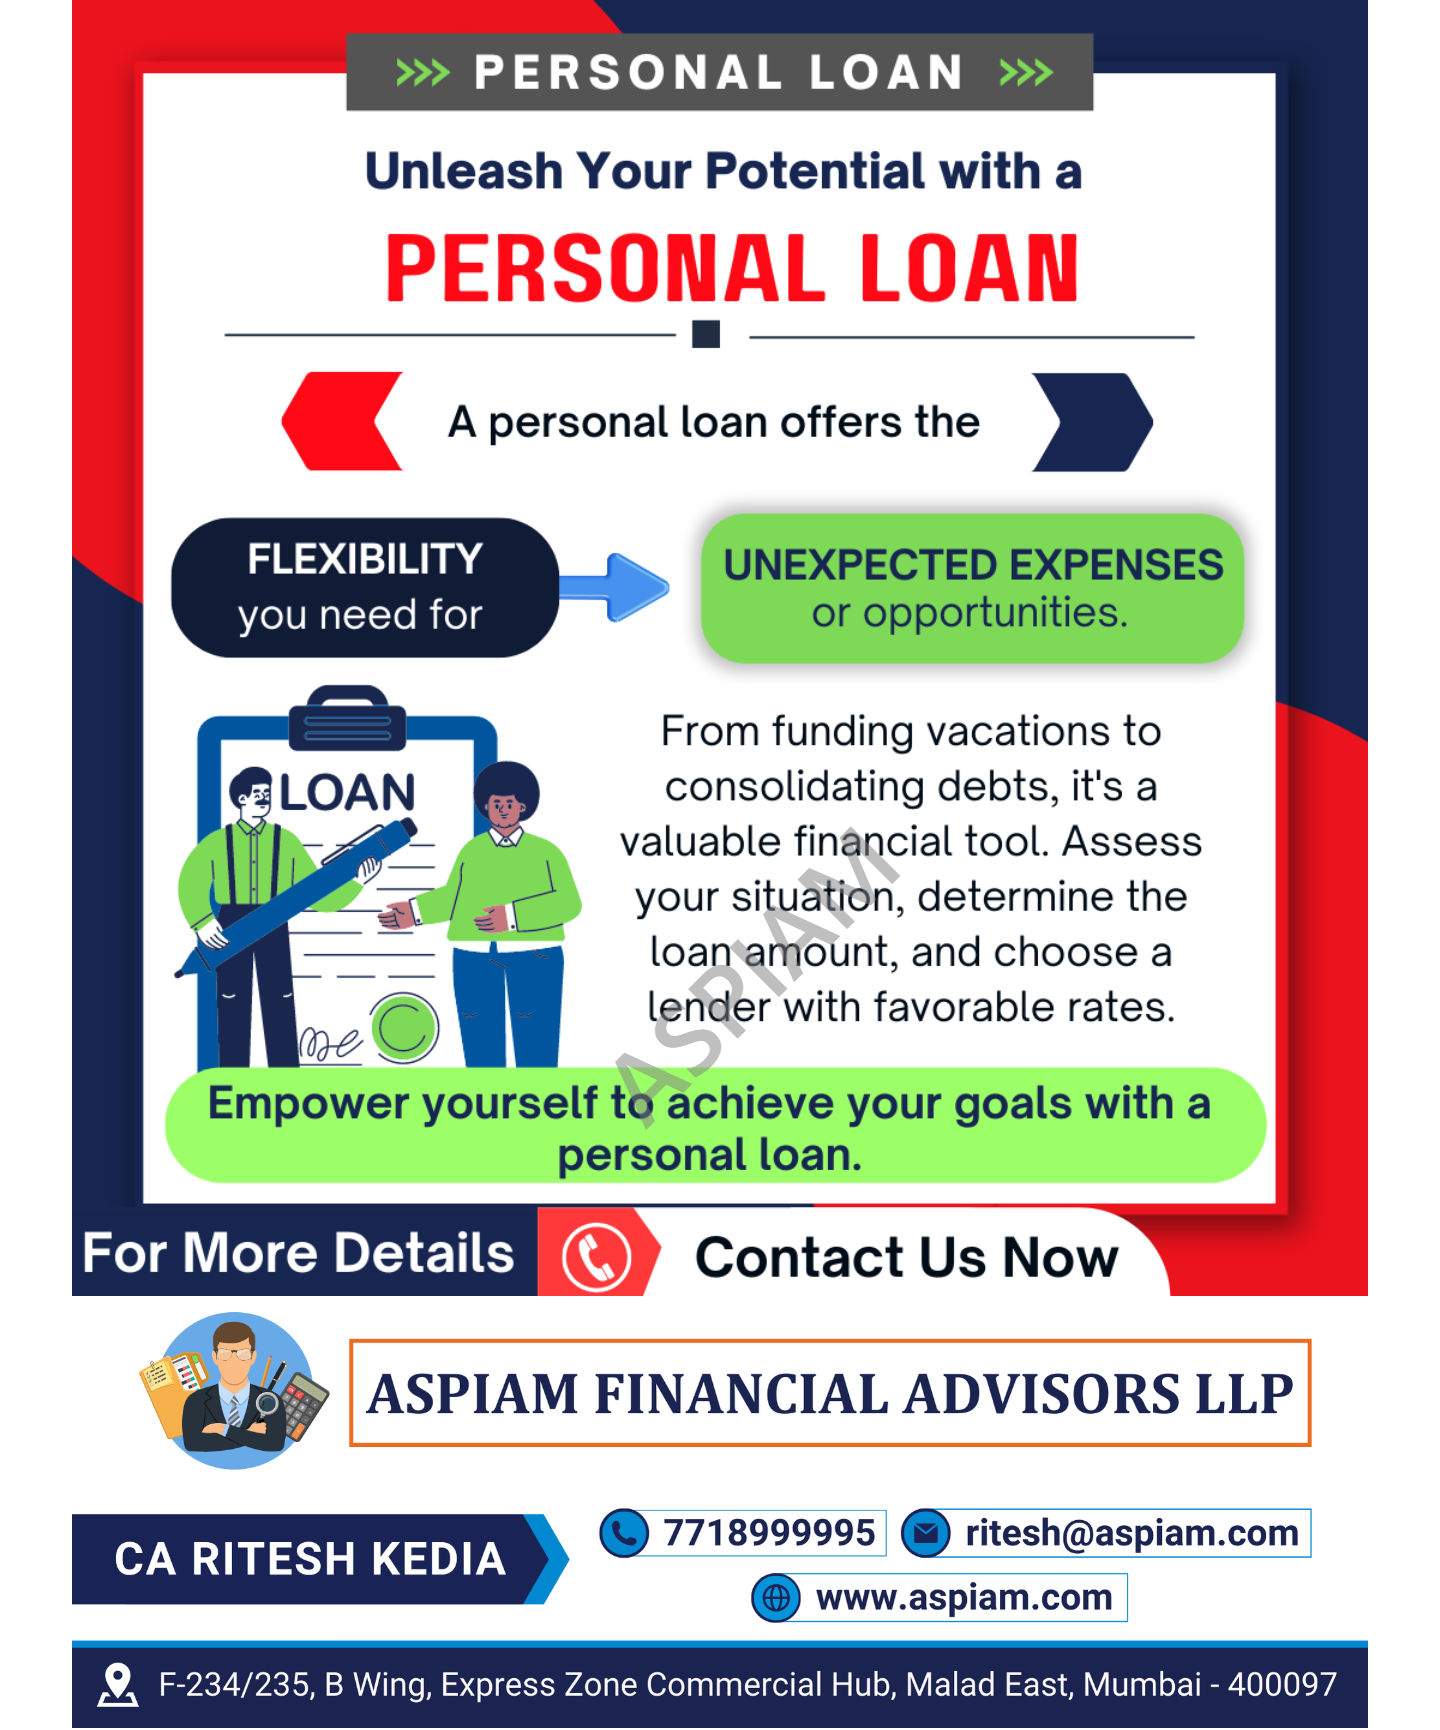 >>> PERSONAL LOAN >>>
Unleash Your Potential with a
PERSONAL LOAN
A personal loan offers the
FLEXIBILITY
you need for
UNEXPECTED EXPENSES
or opportunities.
LOAN
me
From funding vacations to
consolidating debts, it's a
valuable financial tool. Assess
your situation, determine the
loan amount, and choose a
lender with favorable rates.
ASPIAM
Empower yourself to achieve your goals with a
personal loan.
For More Details
Contact Us Now
ASPIAM FINANCIAL ADVISORS LLP
CA RITESH KEDIA
7718999995
ritesh@aspiam.com
www.aspiam.com
F-234/235, B Wing, Express Zone Commercial Hub, Malad East, Mumbai - 400097